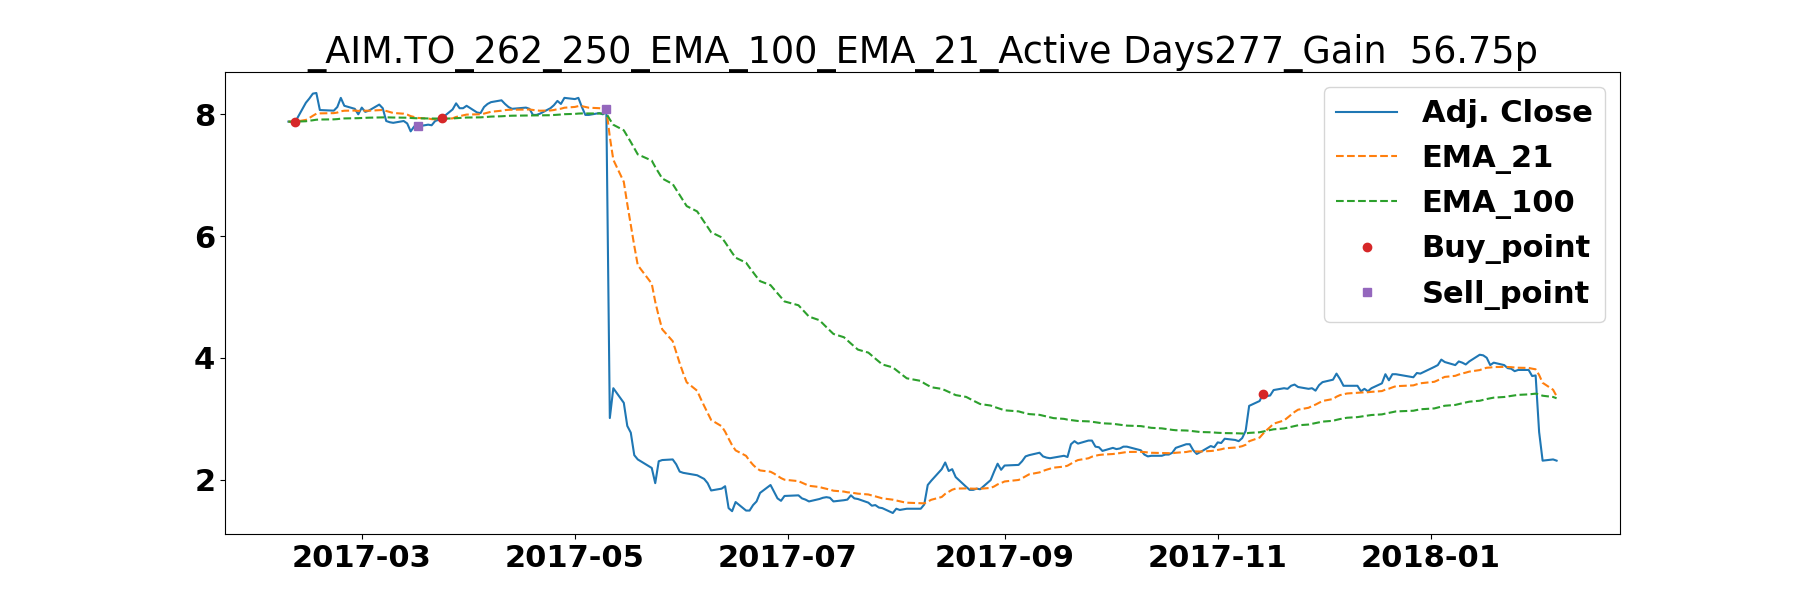 _AIM.TO_262_250_EMA_100_EMA_21_Active Days277_Gain  56.75p
Adj. Close
EMA_21
EMA_100
Buy_point
Sell_point
8
6
4
2
2017-03 2017-05 2017-07 2017-09 2017-11 2018-01